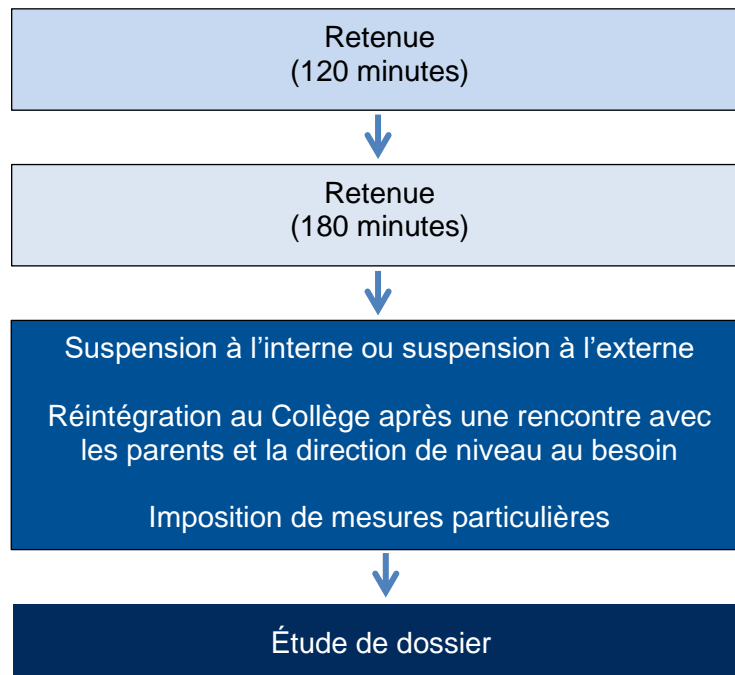 Retenue
(120 minutes)
Retenue
(180 minutes)
Suspension à l’interne ou suspension à l’externe
Réintégration au Collège après une rencontre avec
les parents et la direction de niveau au besoin
Imposition de mesures particulières
Étude de dossier